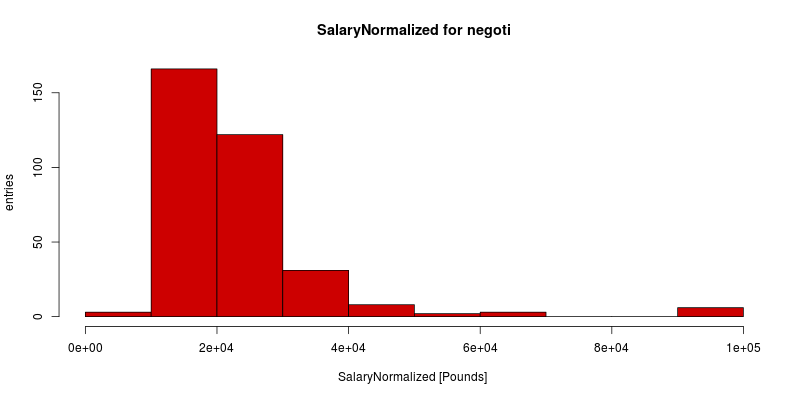 SalaryNormalized for negoti
150
100
50
0
entries
0e+00 2e+04 4e+04 6e+04 8e+04 1e+05
SalaryNormalized [Pounds]